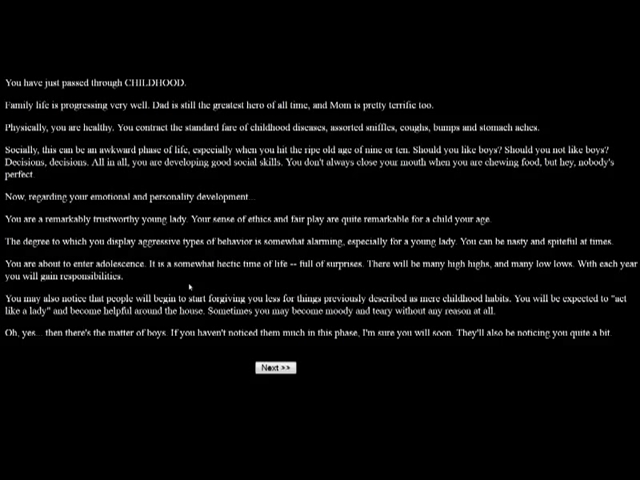 You have just passed through CHILDHOOD.
Family life is progressing very well. Dad is still the greatest hero of all time, and Mom is pretty terrific too.
Physically, you are healthy. You contract the standard fare of childhood diseases, assorted sniffles, coughs, bumps and stomach aches.
Socially, this can be an awkward phase of life, especially when you hit the ripe old age of nine or ten. Should you like boys? Should you not like boys?
Decisions, decisions. All in all, you are developing good social skills. You don't always close your mouth when you are chewing food, but hey, nobody's
perfect.
Now, regarding your emotional and personality development...
You are a remarkably trustworthy young lady. Your sense of ethics and fair play are quite remarkable for a child your age.
The degree to which you display aggressive types of behavior is somewhat alarming, especially for a young lady. You can be nasty and spiteful at times.
You are about to enter adolescence. It is a somewhat hectic time of life -- full of surprises. There will be many high highs, and many low lows. With each year
you will gain responsibilities.
You may also notice that people will begin to start forgiving you less for things previously described as mere childhood habits. You will be expected to "act
like a lady" and become helpful around the house. Sometimes you may become moody and teary without any reason at all.
Oh, yes... then there's the matter of boys. If you haven't noticed them much in this phase, I'm sure you will soon. They'll also be noticing you quite a bit.
Next >>